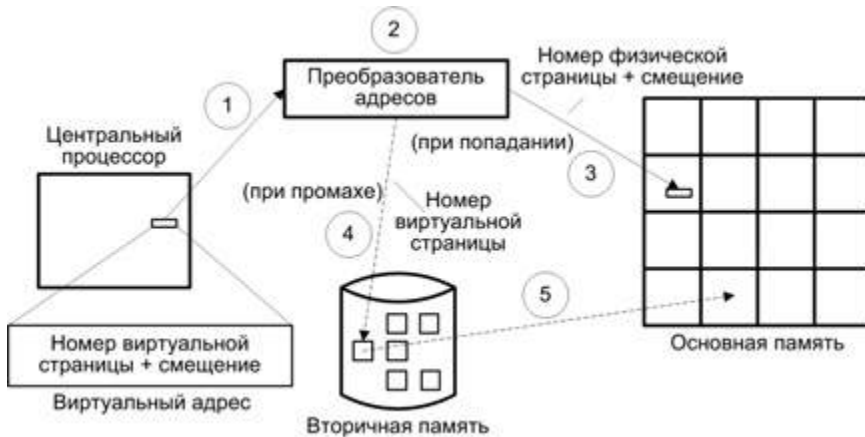 2
Преобразователь
адресов
Номер физической
страницы + смещение
1
Центральный
процессор
(при попадании)
3
(при промахе)
Номер
виртуальной
страницы
4
5
Номер виртуальной
страницы + смещение
Виртуальный адрес
Вторичная память
Основная память